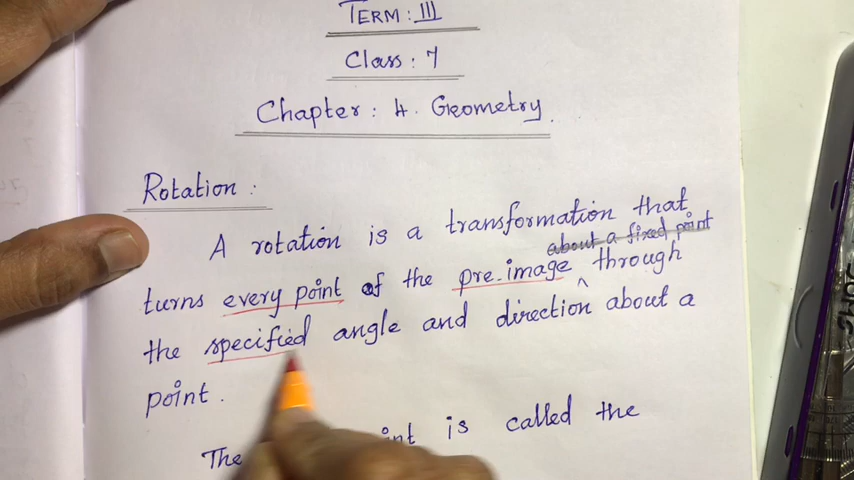 TERM: III
Class: 7
Chapter: 4. Geometry.
Rotation:
A rotation is a transformation that
about a fixed point
turns every point of the pre-image ^ through
the specified angle and direction about a
point.
The is called the